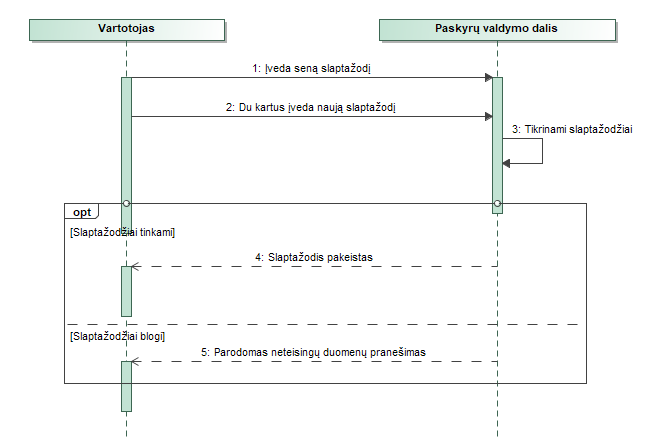 Vartotojas
Paskyrų valdymo dalis
1: Įveda seną slaptažodį
2: Du kartus įveda naują slaptažodį
3: Tikrinami slaptažodžiai
opt
[Slaptažodžiai tinkami]
4: Slaptažodis pakeistas
[Slaptažodžiai blogi]
5: Parodomas neteisingų duomenų pranešimas